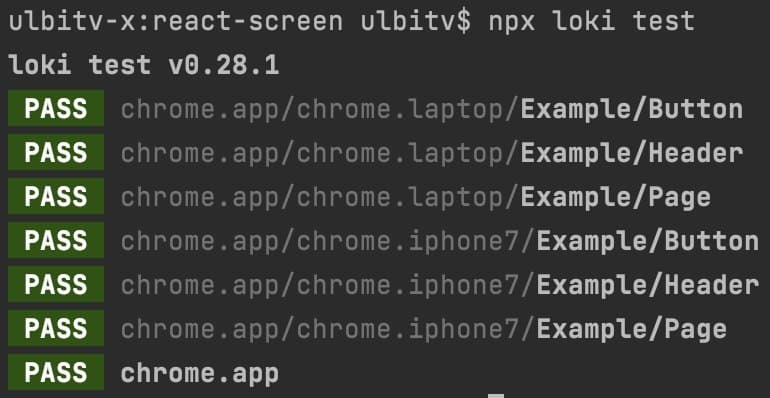 ulbitv-x:react-screen ulbitv$ npx loki test
loki test v0.28.1
PASS chrome.app/chrome.laptop/Example/Button
PASS chrome.app/chrome.laptop/Example/Header
PASS chrome.app/chrome.laptop/Example/Page
PASS chrome.app/chrome.iphone7/Example/Button
PASS chrome.app/chrome.iphone7/Example/Header
PASS chrome.app/chrome.iphone7/Example/Page
PASS chrome.app